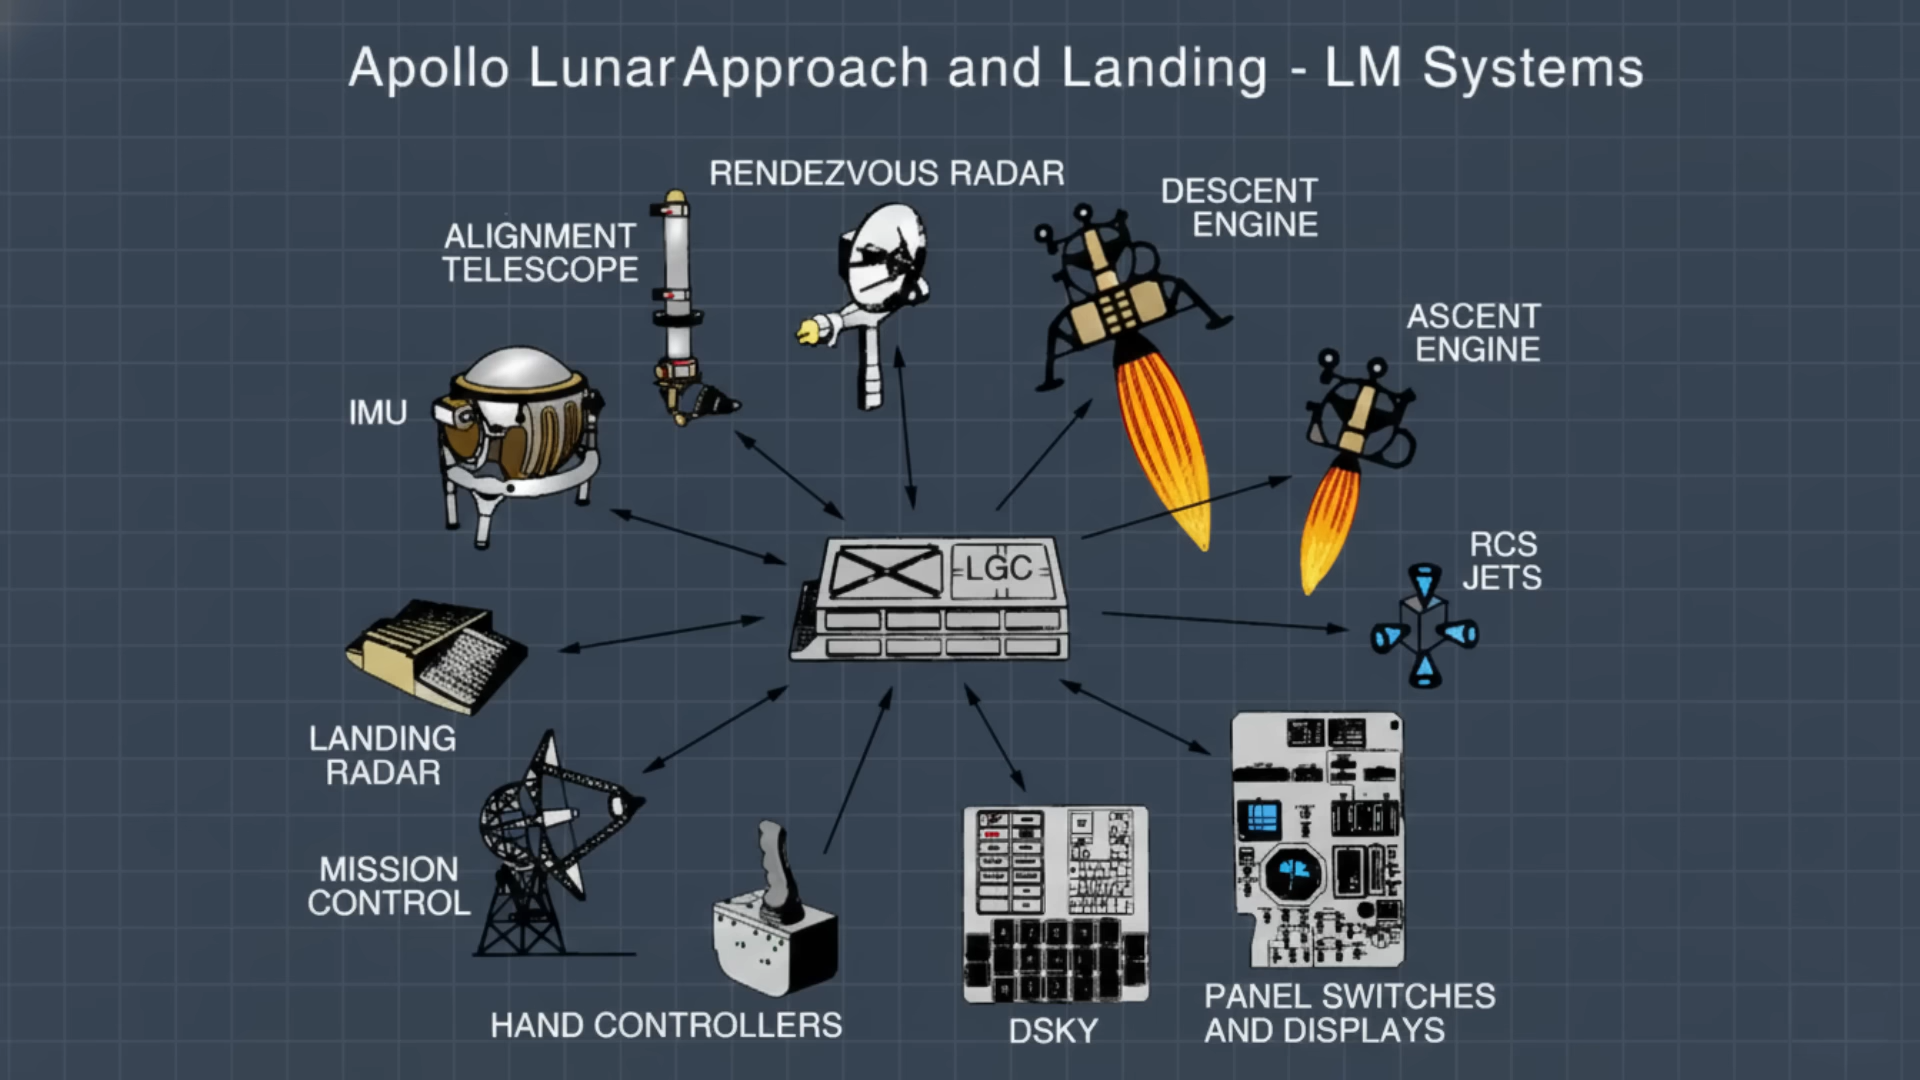 Apollo Lunar Approach and Landing - LM Systems
RENDEZVOUS RADAR
DESCENT
ENGINE
ALIGNMENT
TELESCOPE
ASCENT
ENGINE
IMU
RCS
JETS
LGC
LANDING
RADAR
MISSION
CONTROL
HAND CONTROLLERS
DSKY
PANEL SWITCHES
AND DISPLAYS